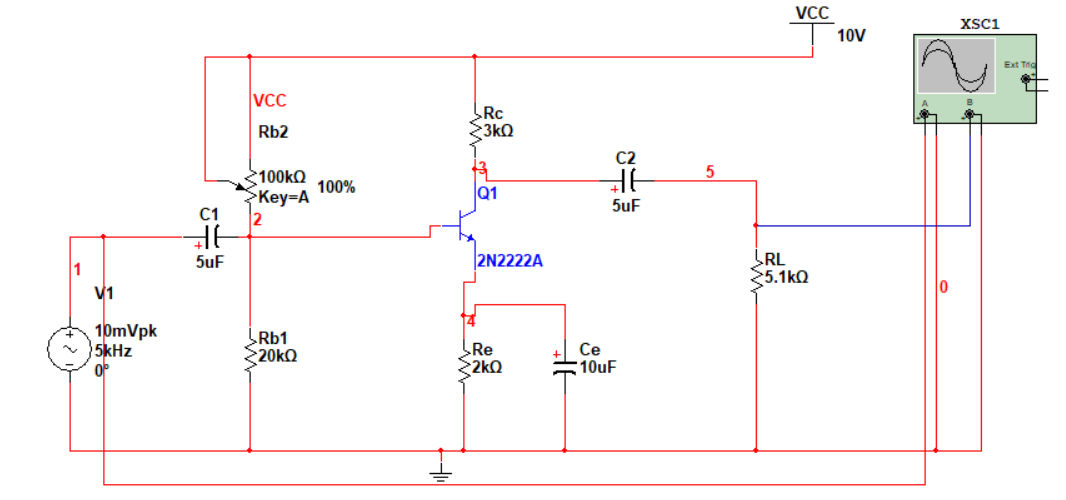 VCC
10V
XSC1
Ext Trig
A
B
VCC
Rb2
100kΩ
Key=A
100%
Rc
3kΩ
3
C2
5uF
5
Q1
2N2222A
C1
5uF
2
1
V1
10mVpk
5kHz
0°
Rb1
20kΩ
4
Re
2kΩ
Ce
10uF
RL
5.1kΩ
0